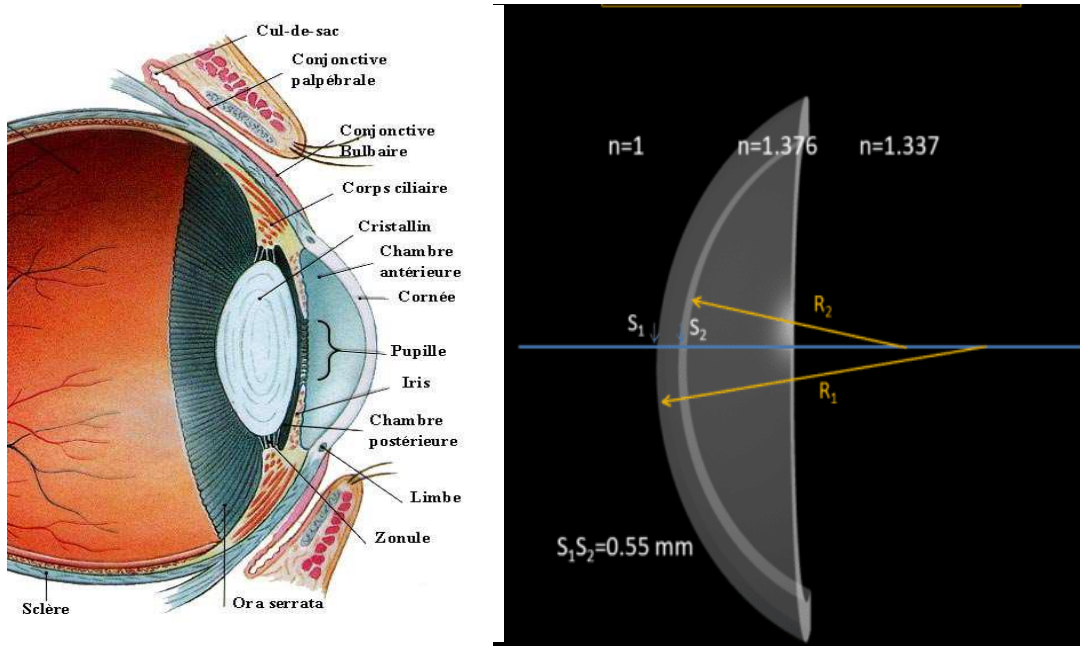 Cul-de-sac
Conjonctive
palpébrale
Conjonctive
Bulbaire
Corps ciliaire
Cristallin
Chambre
antérieure
Cornée
Pupille
Iris
Chambre
postérieure
Limbe
Zonule
Ora serrata
Sclère
n=1
n=1.376
n=1.337
R₂
S₁
S₂
R₁
S₁S₂=0.55 mm